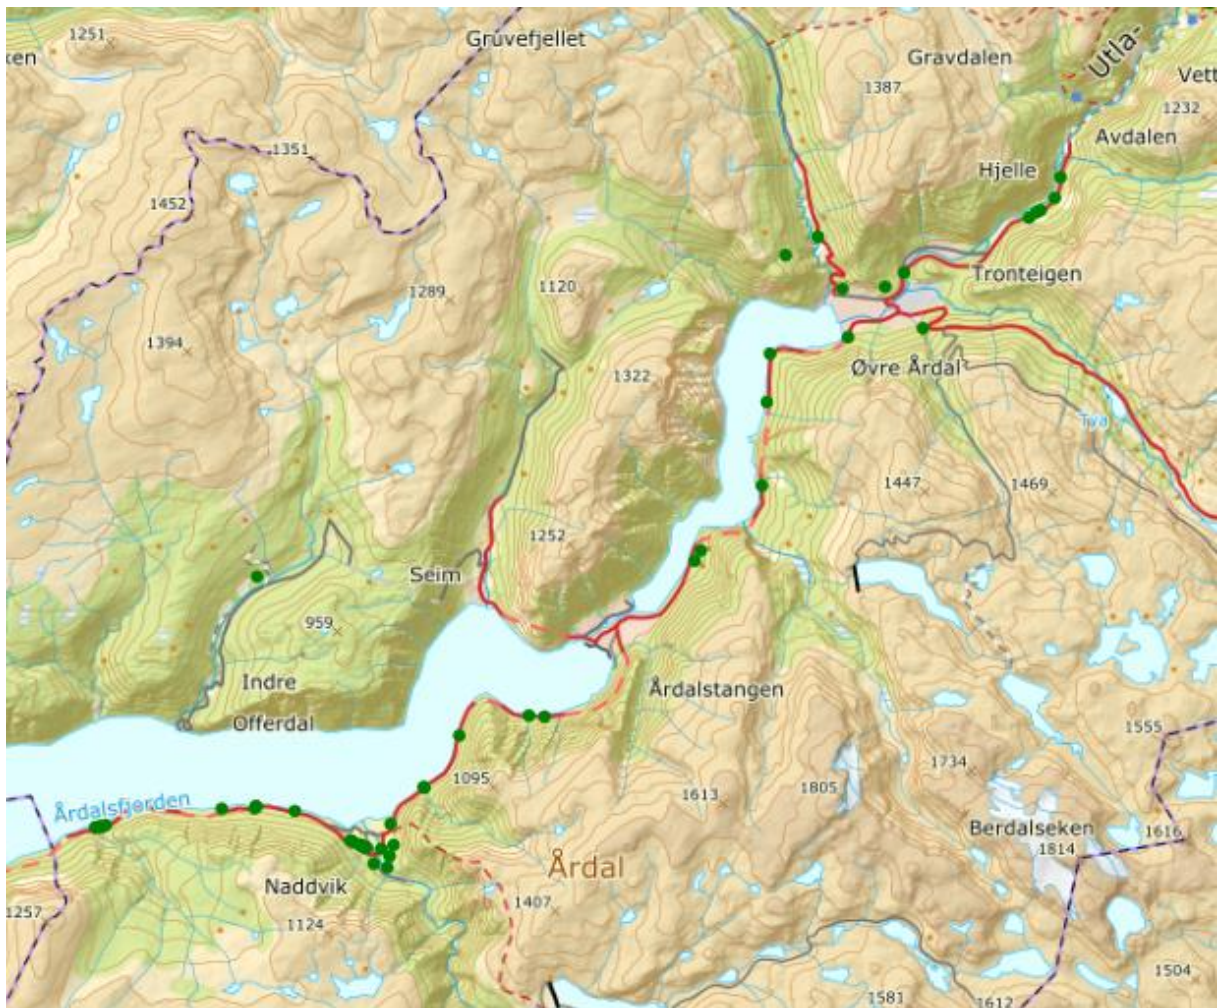 1251
Gruvefjellet
Utla-
ken
Gravdalen
Vett
1387
1232
Avdalen
1351
Hjelle
1452
Tronteigen
1289
1120
1394
1322
Øvre Årdal
Tya
1447
1469
1252
Seim
959
Indre
Offerdal
Årdalstangen
1555
1734
1095
1805
1613
Årdalsfjorden
Berdalseken
1616
1814
Årdal
Naddvik
1257
1407
1124
1504
1581
1612